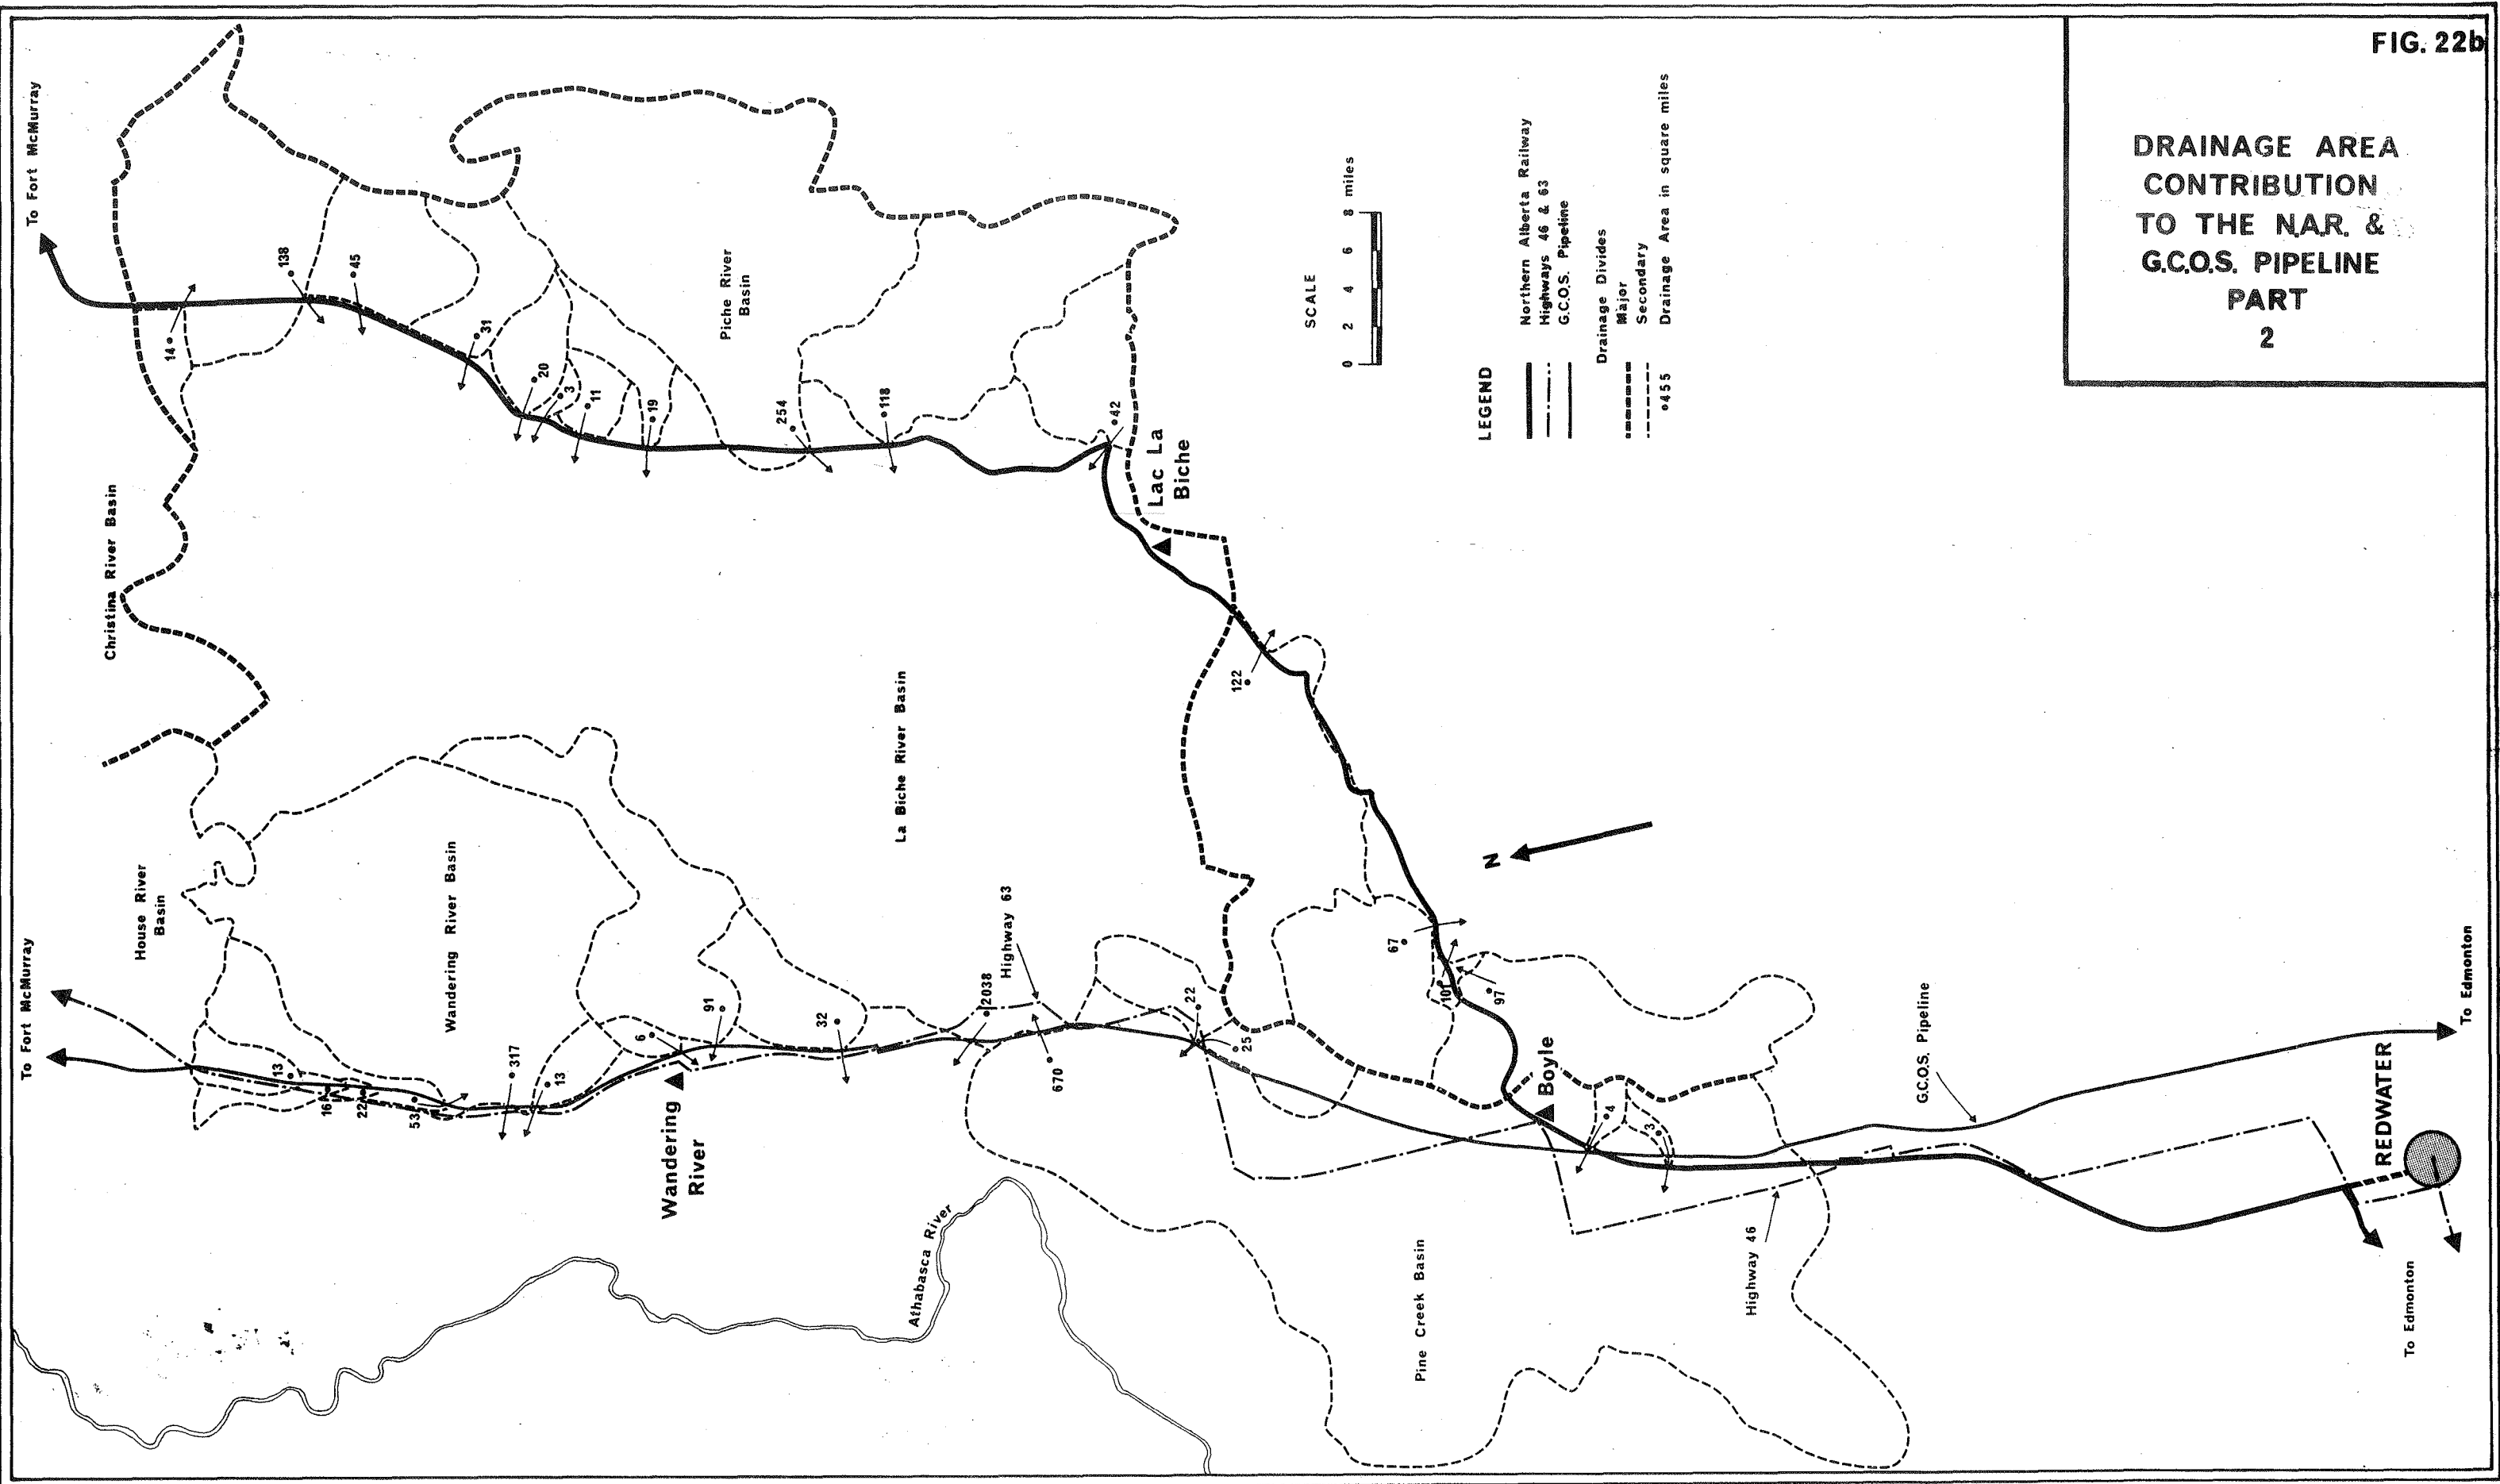 FIG. 22b
DRAINAGE AREA
CONTRIBUTION
TO THE N.A.R. &
G.C.O.S. PIPELINE
PART
2
To Fort McMurray
138
45
14
31
20
3
11
19
Piche River
Basin
254
118
42
Lac La
Biche
Christina River Basin
SCALE
0 2 4 6 8 miles
LEGEND
Northern Alberta Railway
Highways 46 & 63
G.C.O.S. Pipeline
Drainage Divides
Major
Secondary
•455 Drainage Area in square miles
122
La Biche River Basin
House River
Basin
Wandering River Basin
To Fort McMurray
13
16
22
53
317
13
6
91
32
Wandering
River
2038
Highway 63
670
22
25
N
67
101
97
Boyle
4
3
G.C.O.S. Pipeline
To Edmonton
REDWATER
Athabasca River
Pine Creek Basin
Highway 46
To Edmonton